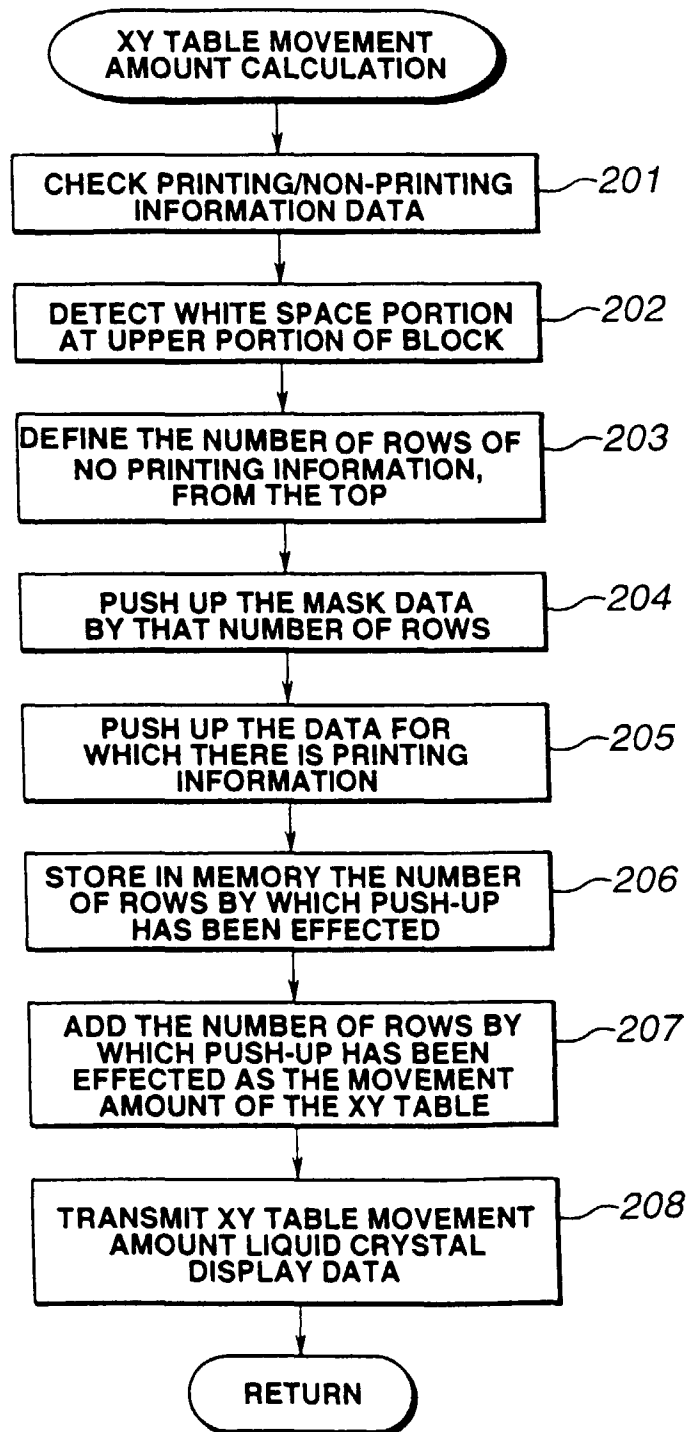 XY TABLE MOVEMENT
AMOUNT CALCULATION
CHECK PRINTING/NON-PRINTING
INFORMATION DATA
201
DETECT WHITE SPACE PORTION
AT UPPER PORTION OF BLOCK
202
DEFINE THE NUMBER OF ROWS OF
NO PRINTING INFORMATION,
FROM THE TOP
203
PUSH UP THE MASK DATA
BY THAT NUMBER OF ROWS
204
PUSH UP THE DATA FOR
WHICH THERE IS PRINTING
INFORMATION
205
STORE IN MEMORY THE NUMBER
OF ROWS BY WHICH PUSH-UP
HAS BEEN EFFECTED
206
ADD THE NUMBER OF ROWS BY
WHICH PUSH-UP HAS BEEN
EFFECTED AS THE MOVEMENT
AMOUNT OF THE XY TABLE
207
TRANSMIT XY TABLE MOVEMENT
AMOUNT LIQUID CRYSTAL
DISPLAY DATA
208
RETURN